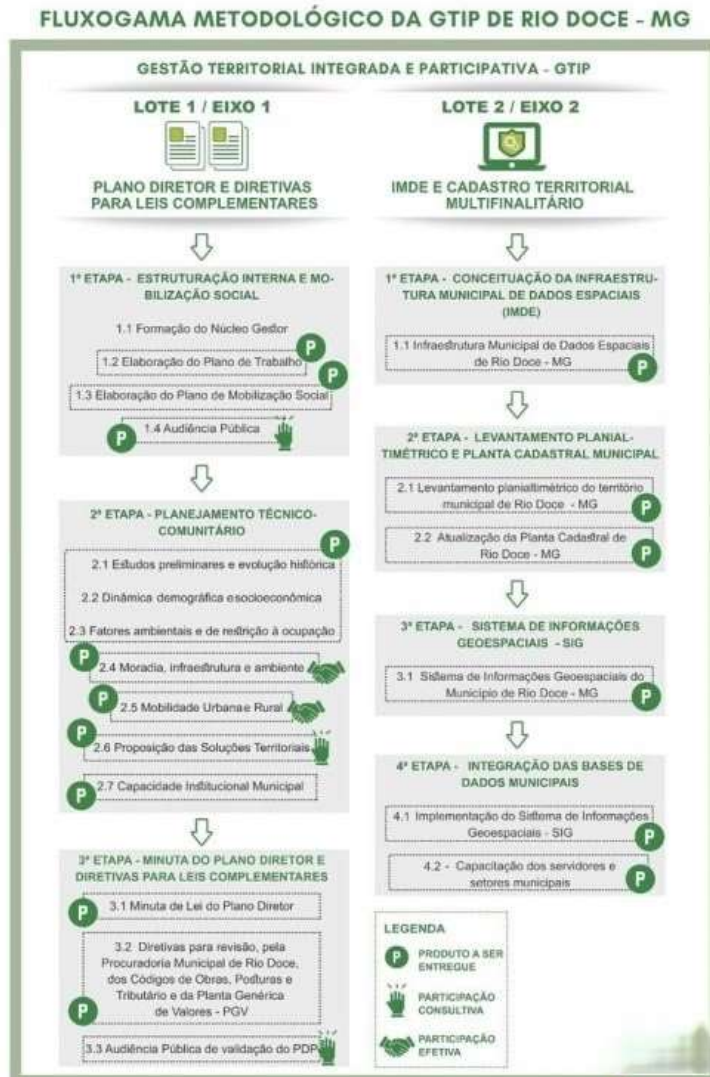 FLUXOGAMA METODOLÓGICO DA GTIP DE RIO DOCE - MG
GESTÃO TERRITORIAL INTEGRADA E PARTICIPATIVA - GTIP
LOTE 1 / EIXO 1
PLANO DIRETOR E DIRETIVAS
PARA LEIS COMPLEMENTARES
1ª ETAPA - ESTRUTURAÇÃO INTERNA E MO-
BILIZAÇÃO SOCIAL
1.1 Formação do Núcleo Gestor
P
1.2 Elaboração do Plano de Trabalho
P
1.3 Elaboração do Plano de Mobilização Social
P
1.4 Audiência Pública
2ª ETAPA - PLANEJAMENTO TÉCNICO-
COMUNITÁRIO
P
2.1 Estudos preliminares e evolução histórica
2.2 Dinâmica demográfica esocioeconômica
2.3 Fatores ambientais e de restrição à ocupação
P
2.4 Moradia, infraestrutura e ambiente
P
2.5 Mobilidade Urbana e Rural
P
2.6 Proposição das Soluções Territoriais
P
2.7 Capacidade Institucional Municipal
3ª ETAPA - MINUTA DO PLANO DIRETOR E
DIRETIVAS PARA LEIS COMPLEMENTARES
P
3.1 Minuta de Lei do Plano Diretor
3.2 Diretivas para revisão, pela
Procuradoria Municipal de Rio Doce,
dos Códigos de Obras, Posturas e
Tributário e da Planta Genérica
de Valores - PGV
P
3.3 Audiência Pública de validação do PDP
LOTE 2 / EIXO 2
IMDE E CADASTRO TERRITORIAL
MULTIFINALITÁRIO
1ª ETAPA - CONCEITUAÇÃO DA INFRAESTRU-
TURA MUNICIPAL DE DADOS ESPACIAIS
(IMDE)
1.1 Infraestrutura Municipal de Dados Espaciais
de Rio Doce - MG
P
2ª ETAPA - LEVANTAMENTO PLANIAL-
TIMÉTRICO E PLANTA CADASTRAL MUNICIPAL
2.1 Levantamento planialtimétrico do território
municipal de Rio Doce - MG
P
2.2 Atualização da Planta Cadastral de
Rio Doce - MG
P
3ª ETAPA - SISTEMA DE INFORMAÇÕES
GEOESPACIAIS - SIG
3.1 Sistema de Informações Geoespaciais do
Município de Rio Doce - MG
P
4ª ETAPA - INTEGRAÇÃO DAS BASES DE
DADOS MUNICIPAIS
4.1 Implementação do Sistema de Informações
Geoespaciais - SIG
P
4.2 - Capacitação dos servidores e
setores municipais
P
LEGENDA
P
PRODUTO A SER
ENTREGUE
PARTICIPAÇÃO
CONSULTIVA
PARTICIPAÇÃO
EFETIVA